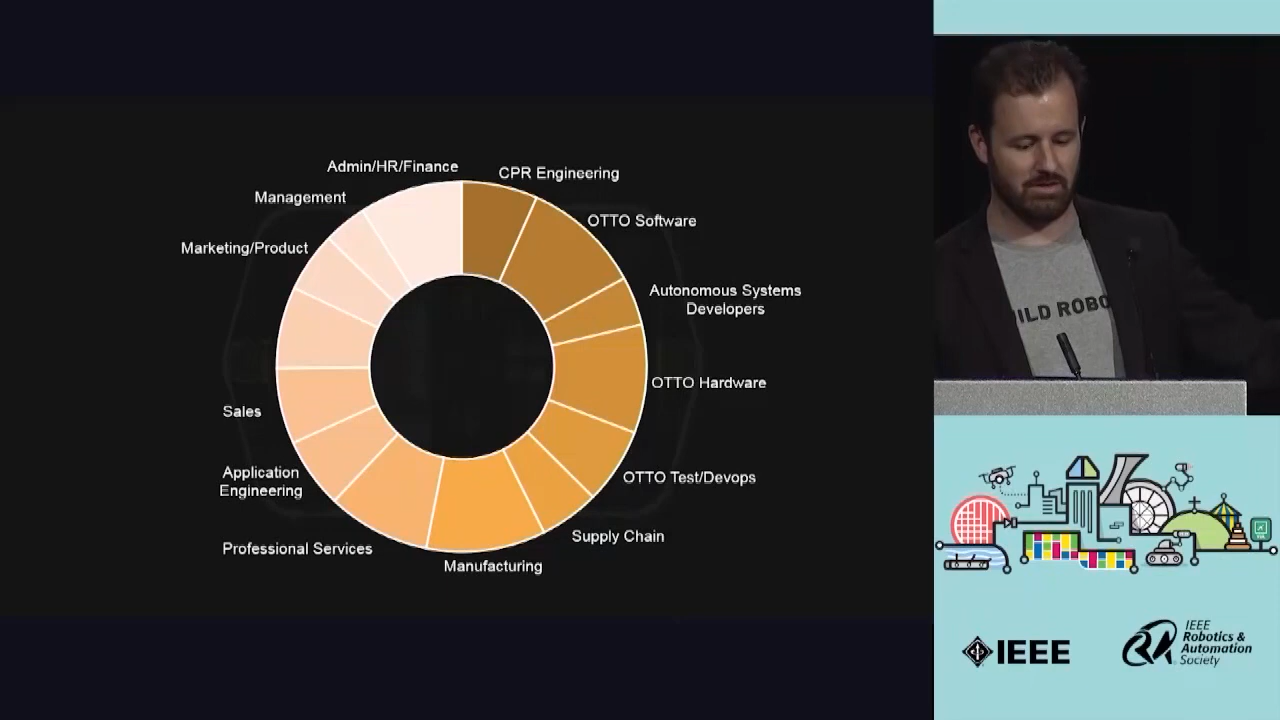 Admin/HR/Finance
CPR Engineering
Management
OTTO Software
Marketing/Product
Autonomous Systems
Developers
OTTO Hardware
Sales
Application
Engineering
OTTO Test/Devops
Supply Chain
Professional Services
Manufacturing
ILD ROBO
IEEE
IEEE
Robotics &
Automation
Society